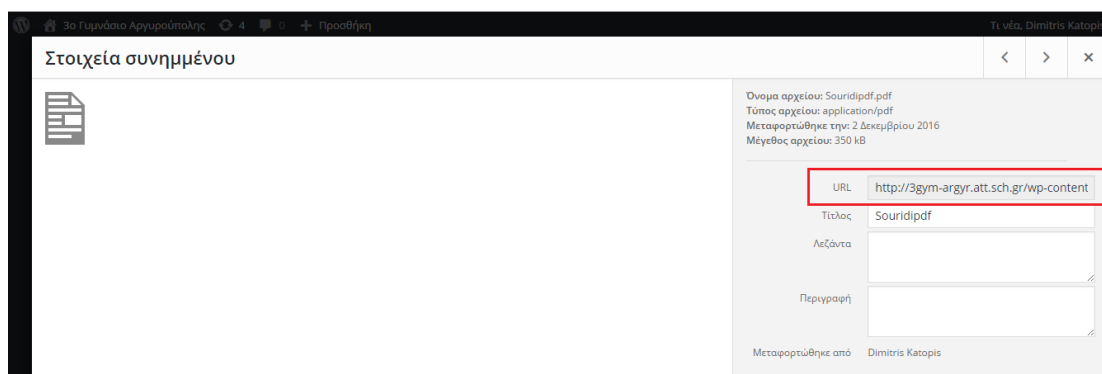 3ο Γυμνάσιο Αργυρούπολης 4 0 + Προσθήκη Τι νέα, Dimitris Katopis
Στοιχεία συνημμένου
Όνομα αρχείου: Souridipdf.pdf
Τύπος αρχείου: application/pdf
Μεταφορτώθηκε την: 2 Δεκεμβρίου 2016
Μέγεθος αρχείου: 350 kB
URL http://3gym-argyr.att.sch.gr/wp-content
Τίτλος Souridipdf
Λεζάντα
Περιγραφή
Μεταφορτώθηκε από Dimitris Katopis